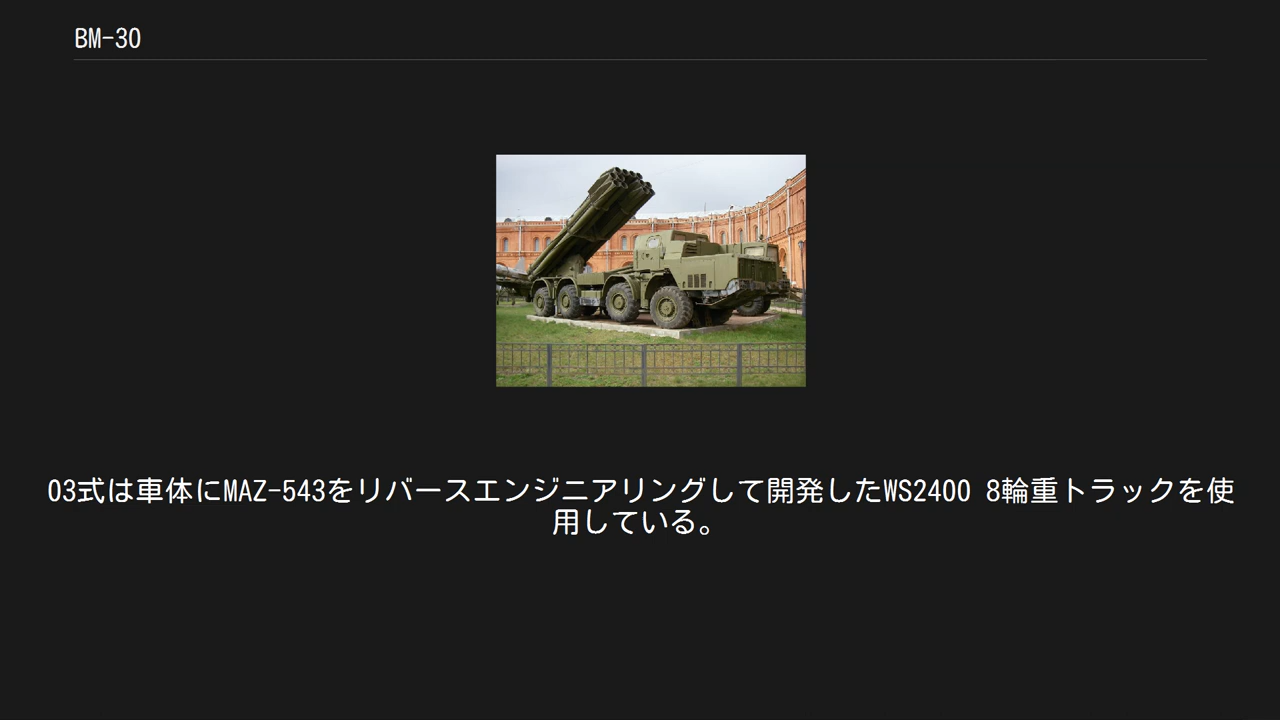 BM-30
03式は車体にMAZ-543をリバースエンジニアリングして開発したWS2400 8輪重トラックを使
用している。